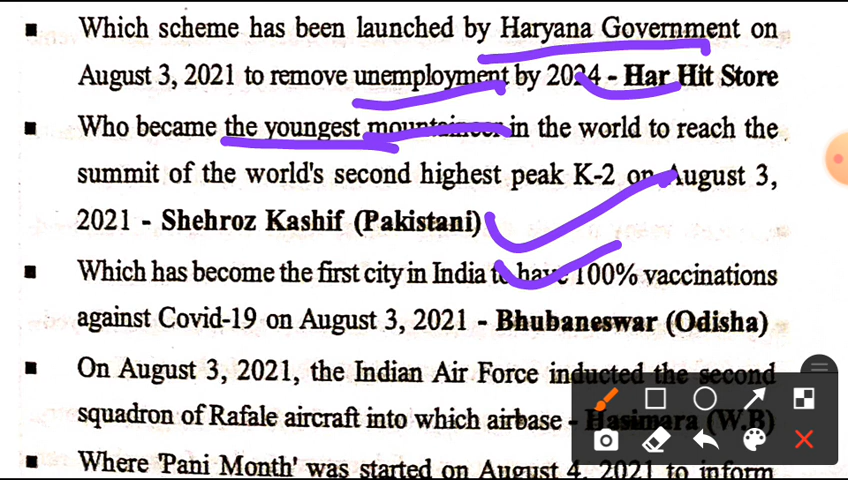 ▪ Which scheme has been launched by Haryana Government on
August 3, 2021 to remove unemployment by 2024 - Har Hit Store
▪ Who became the youngest mountaineer in the world to reach the
summit of the world's second highest peak K-2 on August 3,
2021 - Shehroz Kashif (Pakistani)
▪ Which has become the first city in India to have 100% vaccinations
against Covid-19 on August 3, 2021 - Bhubaneswar (Odisha)
▪ On August 3, 2021, the Indian Air Force inducted the second
squadron of Rafale aircraft into which airbase - Hasimara (W.B)
▪ Where 'Pani Month' was started on August 4, 2021 to inform